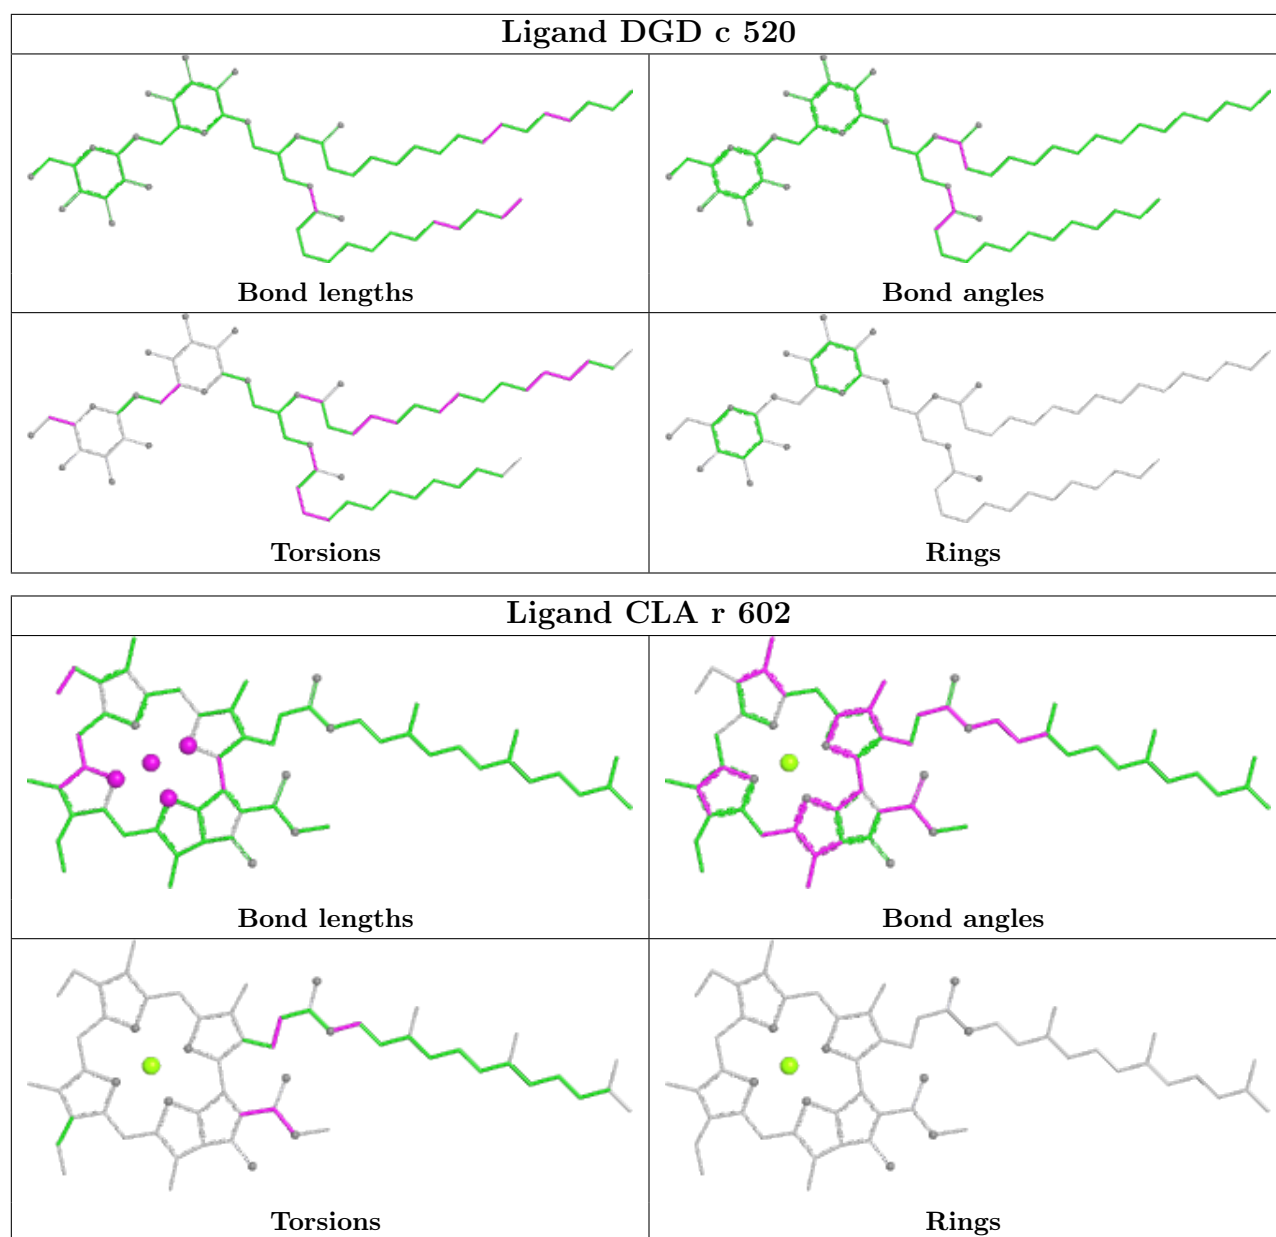 Ligand DGD c 520
Bond lengths
Bond angles
Torsions
Rings
Ligand CLA r 602
Bond lengths
Bond angles
Torsions
Rings